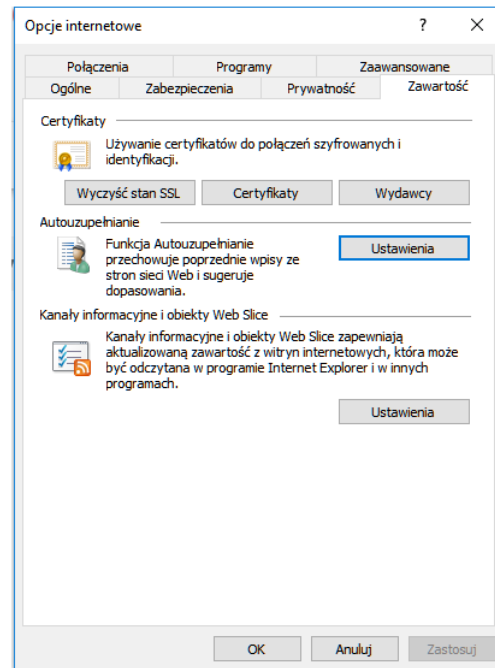 Opcje internetowe
Połączenia Programy Zaawansowane
Ogólne Zabezpieczenia Prywatność Zawartość
Certyfikaty
Używanie certyfikatów do połączeń szyfrowanych i
identyfikacji.
Wyczyść stan SSL Certyfikaty Wydawcy
Autouzupełnianie
Funkcja Autouzupełnianie
przechowuje poprzednie wpisy ze
stron sieci Web i sugeruje
dopasowania.
Ustawienia
Kanały informacyjne i obiekty Web Slice
Kanały informacyjne i obiekty Web Slice zapewniają
aktualizowaną zawartość z witryn internetowych, która może
być odczytana w programie Internet Explorer i w innych
programach.
Ustawienia
OK Anuluj Zastosuj